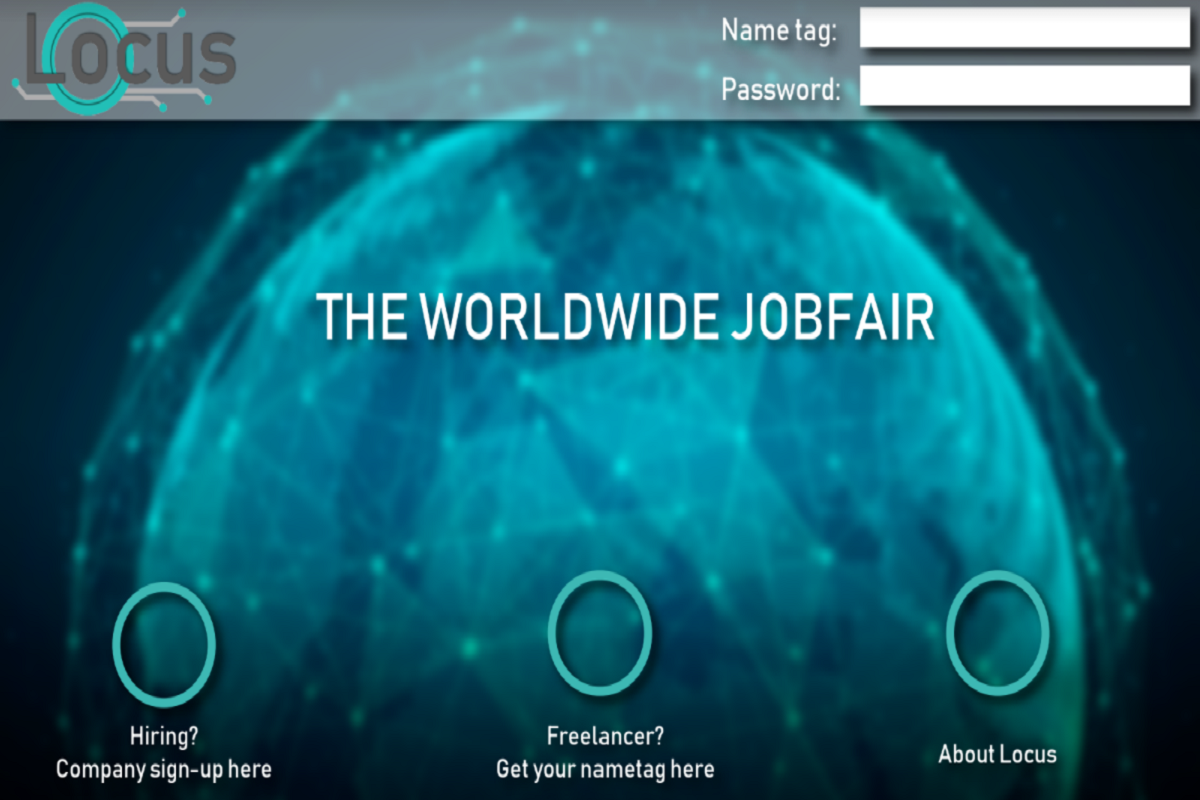 Locus
Name tag:
Password:
THE WORLDWIDE JOBFAIR
Hiring?
Company sign-up here
Freelancer?
Get your nametag here
About Locus